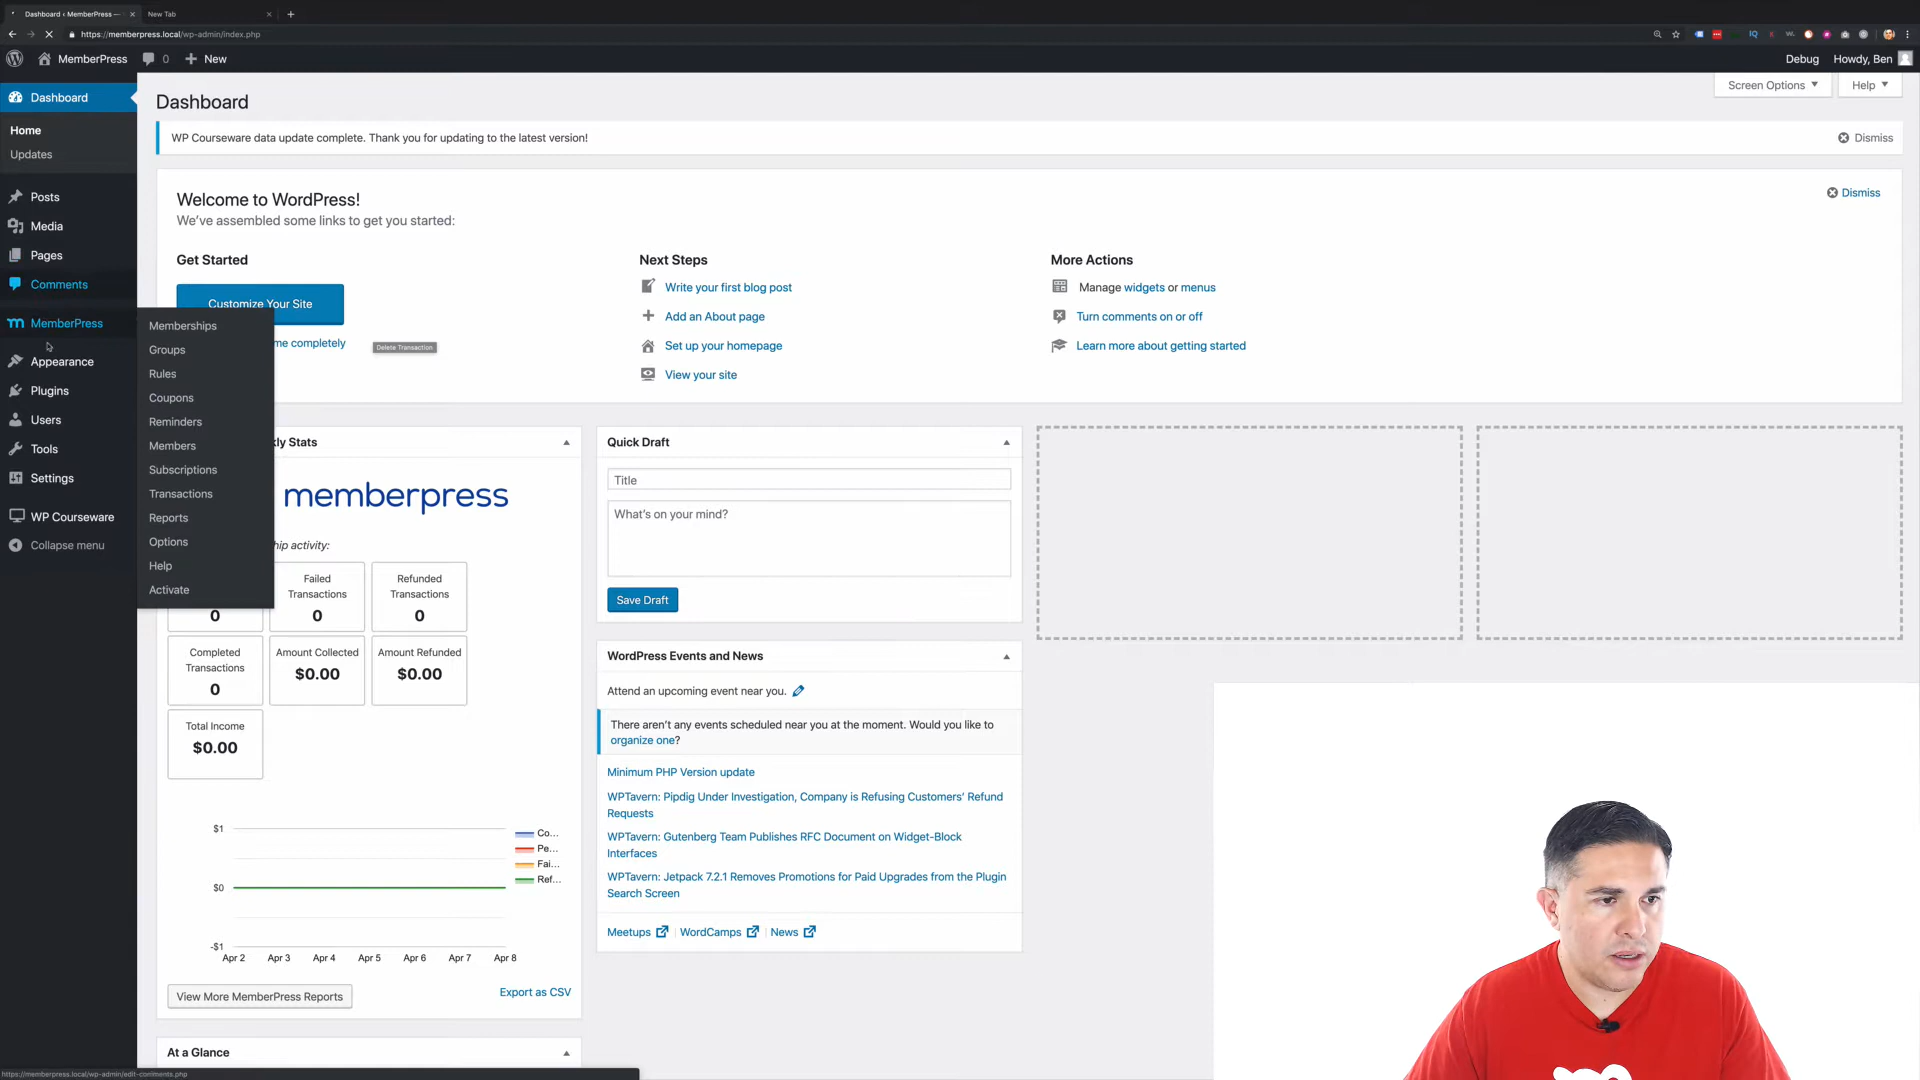 Dashboard ‹ MemberPress —
New Tab
https://memberpress.local/wp-admin/index.php
MemberPress
0
New
Debug
Howdy, Ben
Dashboard
Home
Updates
Posts
Media
Pages
Comments
MemberPress
Appearance
Plugins
Users
Tools
Settings
WP Courseware
Collapse menu
Memberships
Groups
Rules
Coupons
Reminders
Members
Subscriptions
Transactions
Reports
Options
Help
Activate
Dashboard
Screen Options
Help
WP Courseware data update complete. Thank you for updating to the latest version!
Dismiss
Welcome to WordPress!
We've assembled some links to get you started:
Dismiss
Get Started
Customize Your Site
me completely
Delete Transaction
Next Steps
Write your first blog post
Add an About page
Set up your homepage
View your site
More Actions
Manage widgets or menus
Turn comments on or off
Learn more about getting started
kly Stats
memberpress
hip activity:
0
Failed
Transactions
0
Refunded
Transactions
0
Completed
Transactions
0
Amount Collected
$0.00
Amount Refunded
$0.00
Total Income
$0.00
$1
$0
-$1
Apr 2
Apr 3
Apr 4
Apr 5
Apr 6
Apr 7
Apr 8
Co...
Pe...
Fai...
Ref...
View More MemberPress Reports
Export as CSV
At a Glance
Quick Draft
Title
What's on your mind?
Save Draft
WordPress Events and News
Attend an upcoming event near you.
There aren't any events scheduled near you at the moment. Would you like to
organize one?
Minimum PHP Version update
WPTavern: Pipdig Under Investigation, Company is Refusing Customers' Refund
Requests
WPTavern: Gutenberg Team Publishes RFC Document on Widget-Block
Interfaces
WPTavern: Jetpack 7.2.1 Removes Promotions for Paid Upgrades from the Plugin
Search Screen
Meetups
WordCamps
News
https://memberpress.local/wp-admin/edit-comments.php